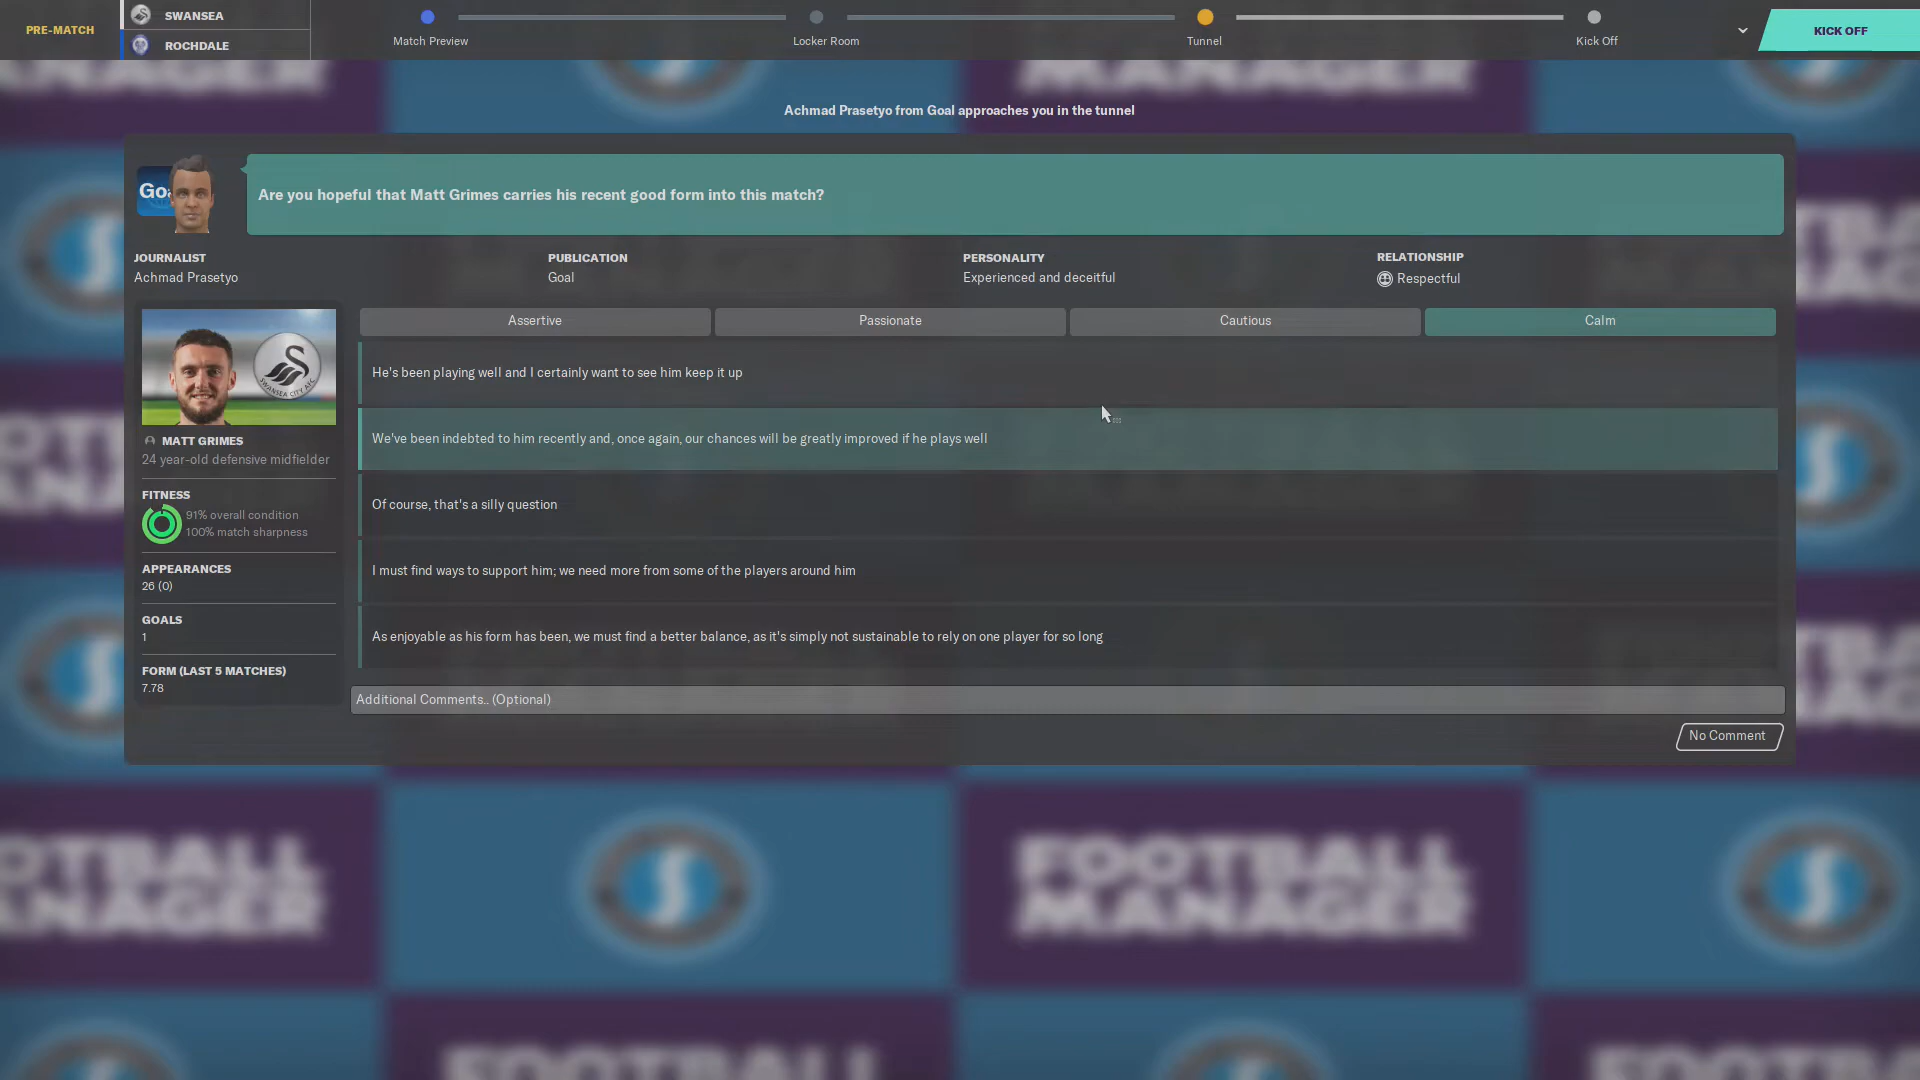 PRE-MATCH
SWANSEA
ROCHDALE
Match Preview
Locker Room
Tunnel
Kick Off
KICK OFF
Achmad Prasetyo from Goal approaches you in the tunnel
Goa
Are you hopeful that Matt Grimes carries his recent good form into this match?
JOURNALIST
Achmad Prasetyo
PUBLICATION
Goal
PERSONALITY
Experienced and deceitful
RELATIONSHIP
Respectful
SWANSEA CITY AFC
MATT GRIMES
24 year-old defensive midfielder
FITNESS
91% overall condition
100% match sharpness
APPEARANCES
26 (0)
GOALS
1
FORM (LAST 5 MATCHES)
7.78
Assertive
Passionate
Cautious
Calm
He's been playing well and I certainly want to see him keep it up
We've been indebted to him recently and, once again, our chances will be greatly improved if he plays well
Of course, that's a silly question
I must find ways to support him; we need more from some of the players around him
As enjoyable as his form has been, we must find a better balance, as it's simply not sustainable to rely on one player for so long
Additional Comments.. (Optional)
No Comment
FOOTBALL
MANAGER